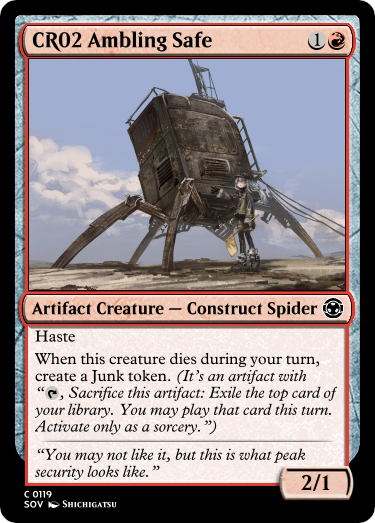 CR02 Ambling Safe 1
Artifact Creature — Construct Spider
Haste
When this creature dies during your turn,
create a Junk token. (It's an artifact with
“, Sacrifice this artifact: Exile the top card of
your library. You may play that card this turn.
Activate only as a sorcery.”)
“You may not like it, but this is what peak
security looks like.”
2/1
C 0119
SOV Shichigatsu